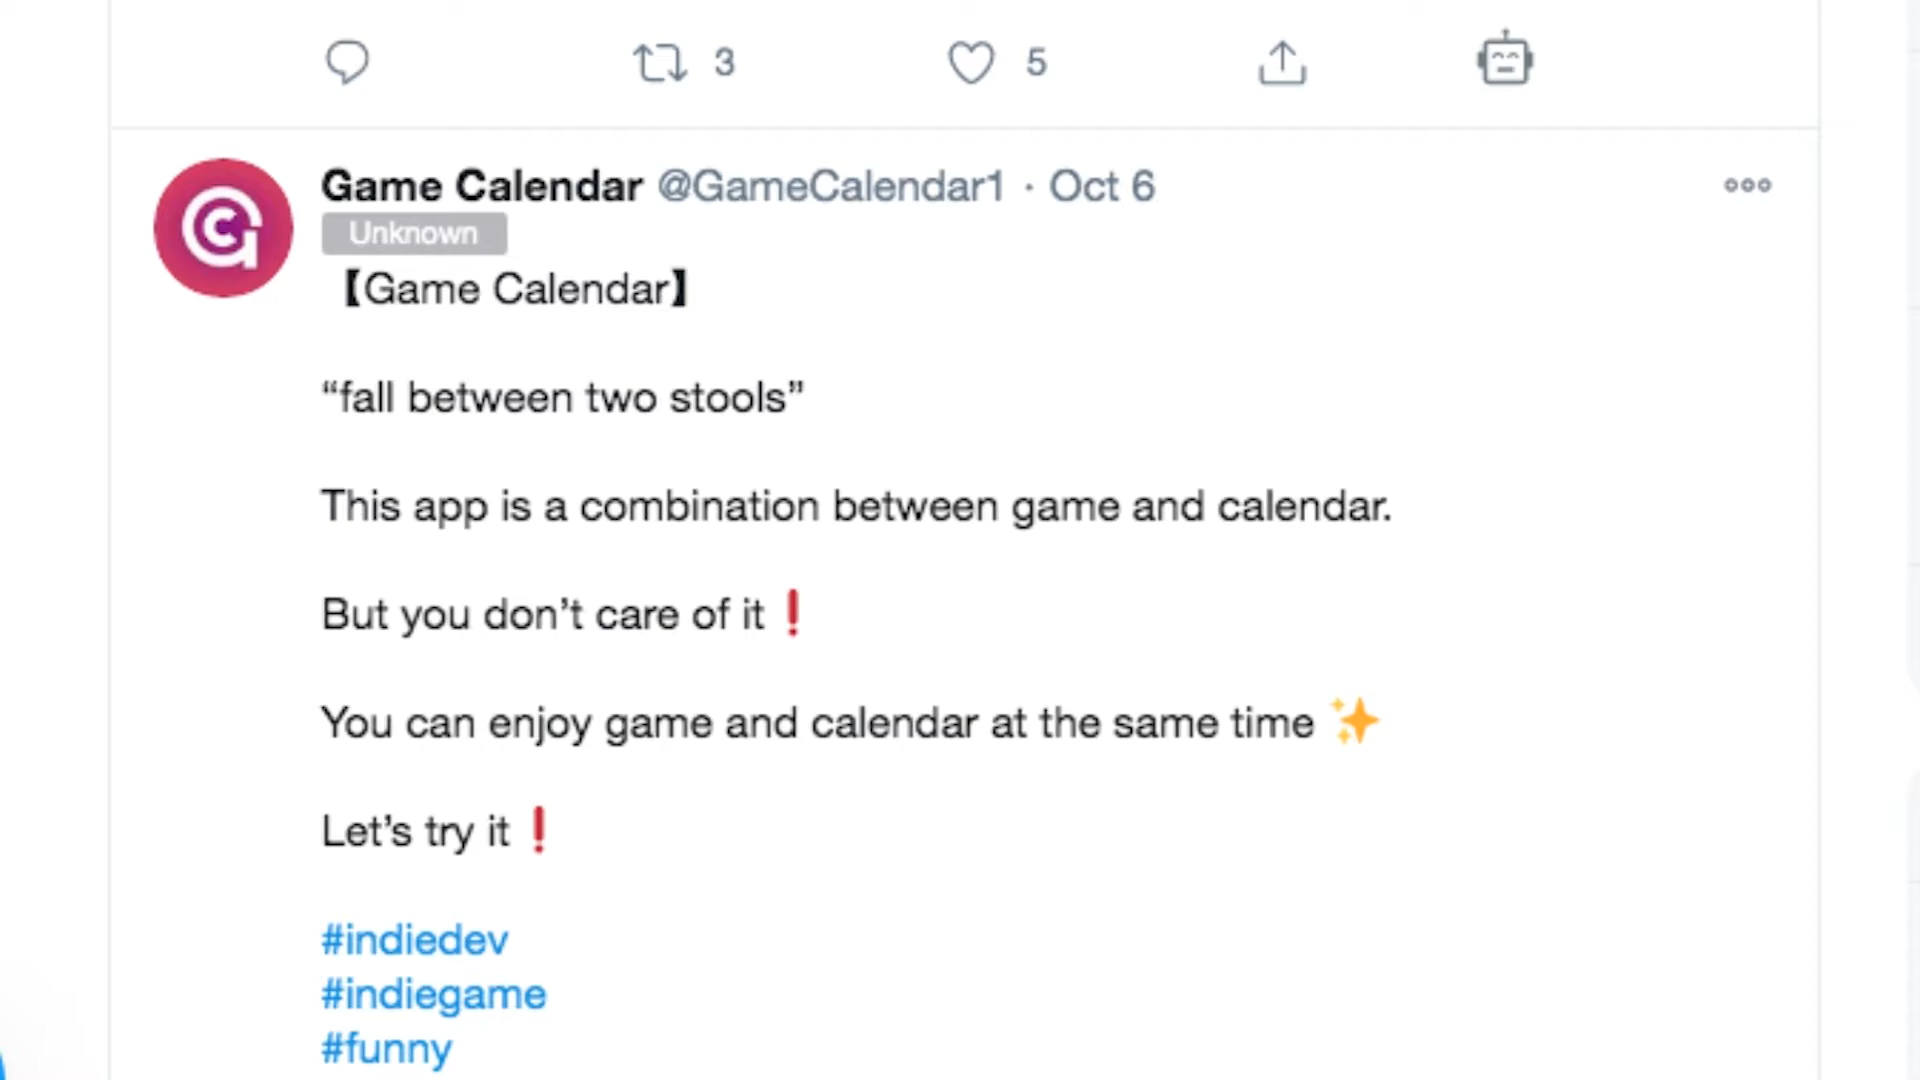 3 5
Game Calendar @GameCalendar1 · Oct 6
Unknown
【Game Calendar】
“fall between two stools”
This app is a combination between game and calendar.
But you don’t care of it❗
You can enjoy game and calendar at the same time ✨
Let’s try it❗
#indiedev
#indiegame
#funny